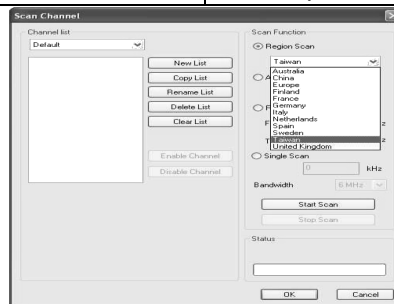 Scan Channel
Channel list
Default
New List
Copy List
Rename List
Delete List
Clear List
Enable Channel
Disable Channel
Scan Function
Region Scan
Taiwan
Australia
China
Europe
Finland
France
Germany
Italy
Netherlands
Spain
Sweden
Taiwan
United Kingdom
Single Scan
0 kHz
Bandwidth 6 MHz
Start Scan
Stop Scan
Status
OK Cancel